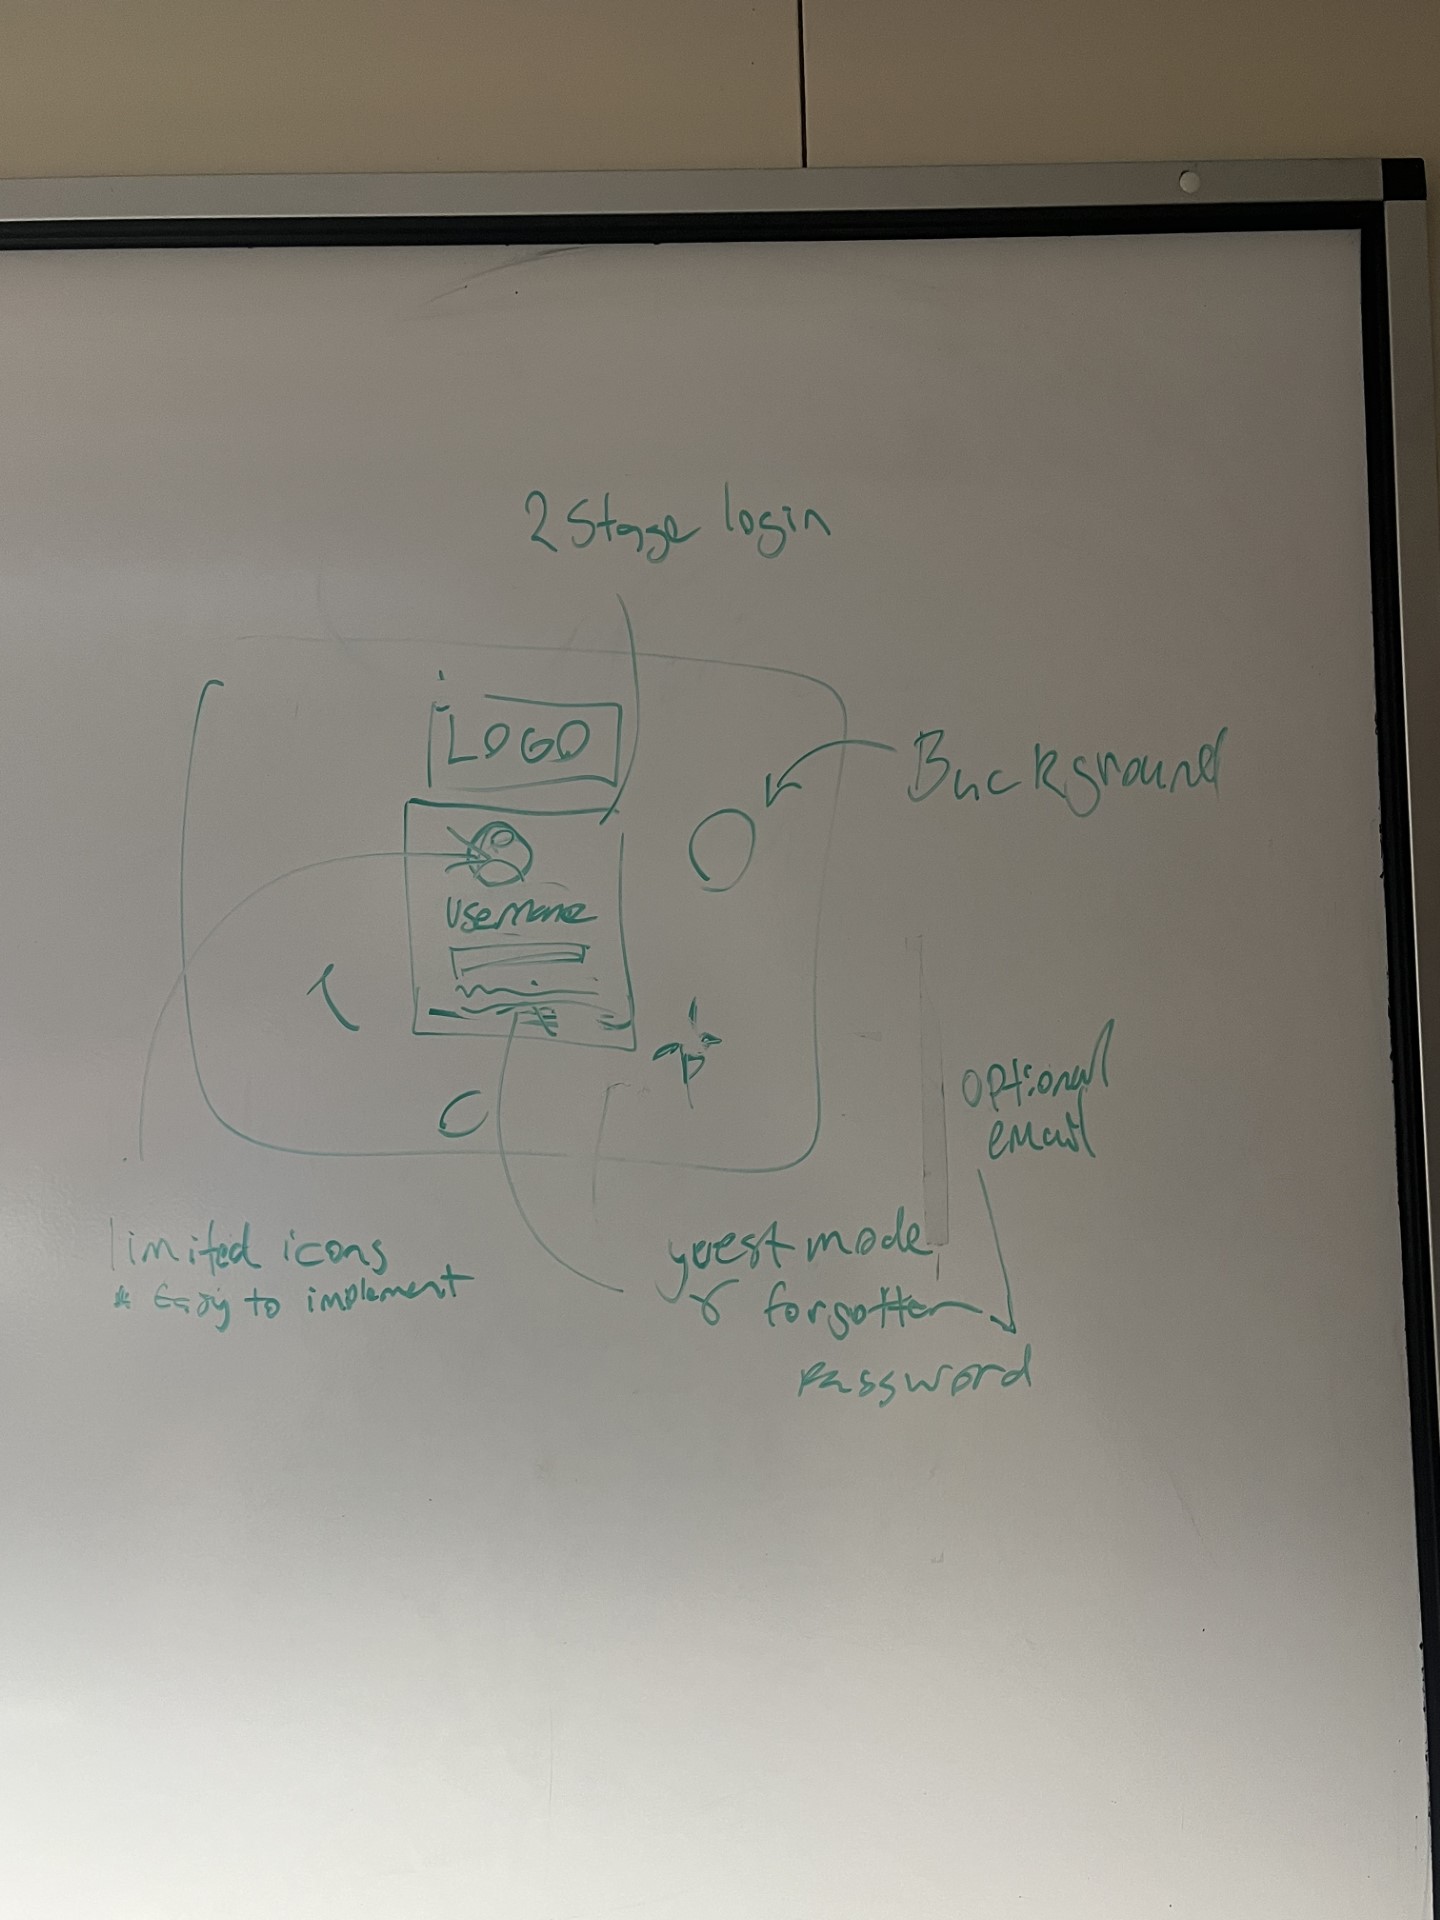 2 Stage login
LOGO
Background
Username
optional
email
limited icons
* Easy to implement
guest mode
& forgotten
password